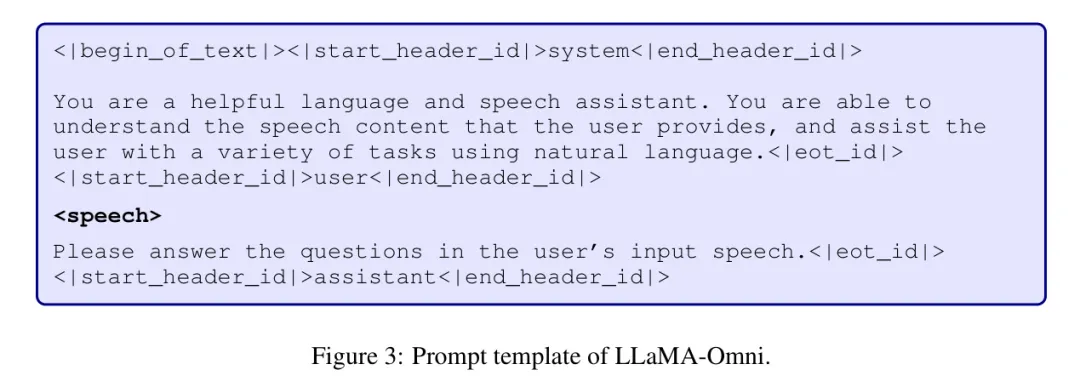 <|begin_of_text|><|start_header_id|>system<|end_header_id|>
You are a helpful language and speech assistant. You are able to
understand the speech content that the user provides, and assist the
user with a variety of tasks using natural language.<|eot_id|>
<|start_header_id|>user<|end_header_id|>
<speech>
Please answer the questions in the user’s input speech.<|eot_id|>
<|start_header_id|>assistant<|end_header_id|>
Figure 3: Prompt template of LLaMA-Omni.